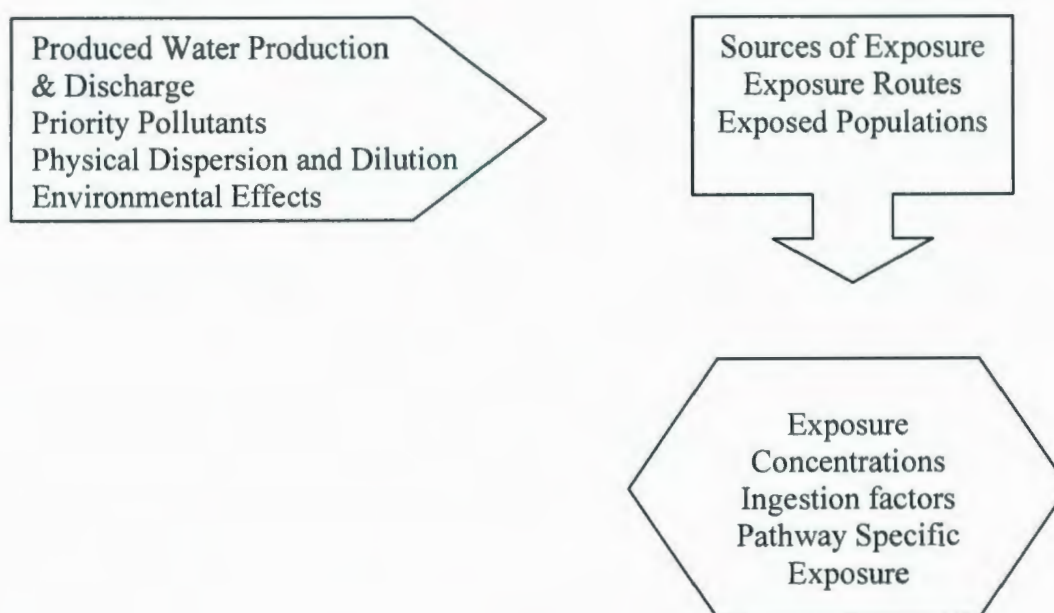 Produced Water Production
& Discharge
Priority Pollutants
Physical Dispersion and Dilution
Environmental Effects
Sources of Exposure
Exposure Routes
Exposed Populations
Exposure
Concentrations
Ingestion factors
Pathway Specific
Exposure